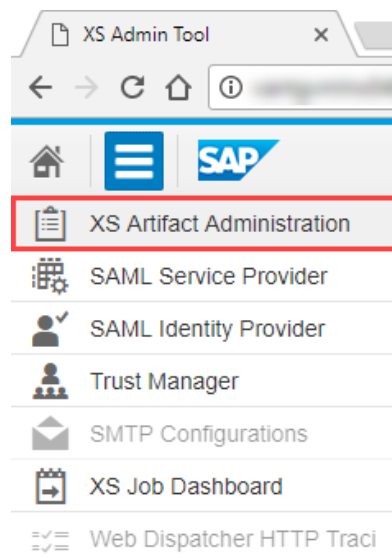 XS Admin Tool
SAP
XS Artifact Administration
SAML Service Provider
SAML Identity Provider
Trust Manager
SMTP Configurations
XS Job Dashboard
Web Dispatcher HTTP Traci